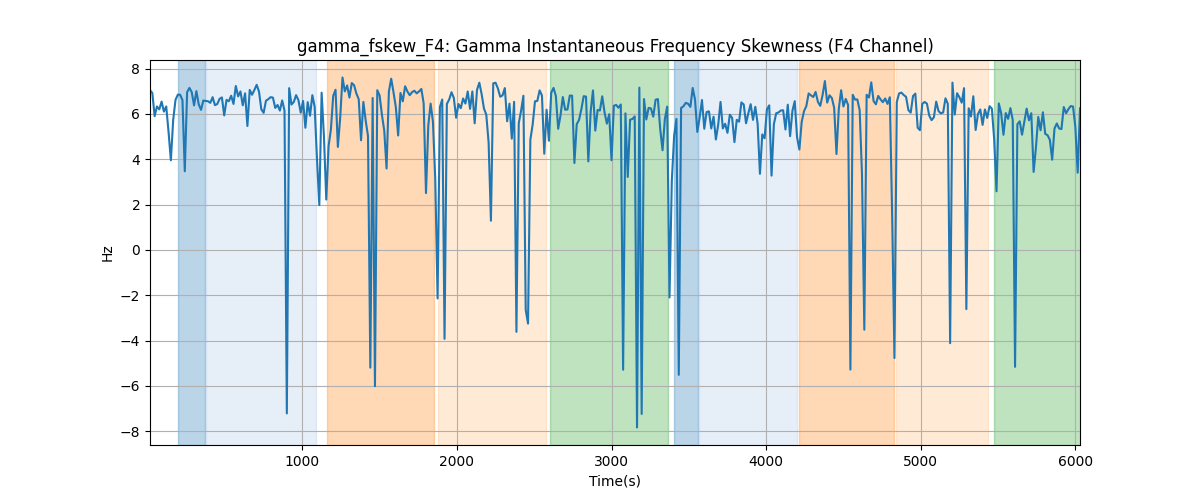 gamma_fskew_F4: Gamma Instantaneous Frequency Skewness (F4 Channel)
8
6
4
2
0
−2
−4
−6
−8
Hz
1000 2000 3000 4000 5000 6000
Time(s)